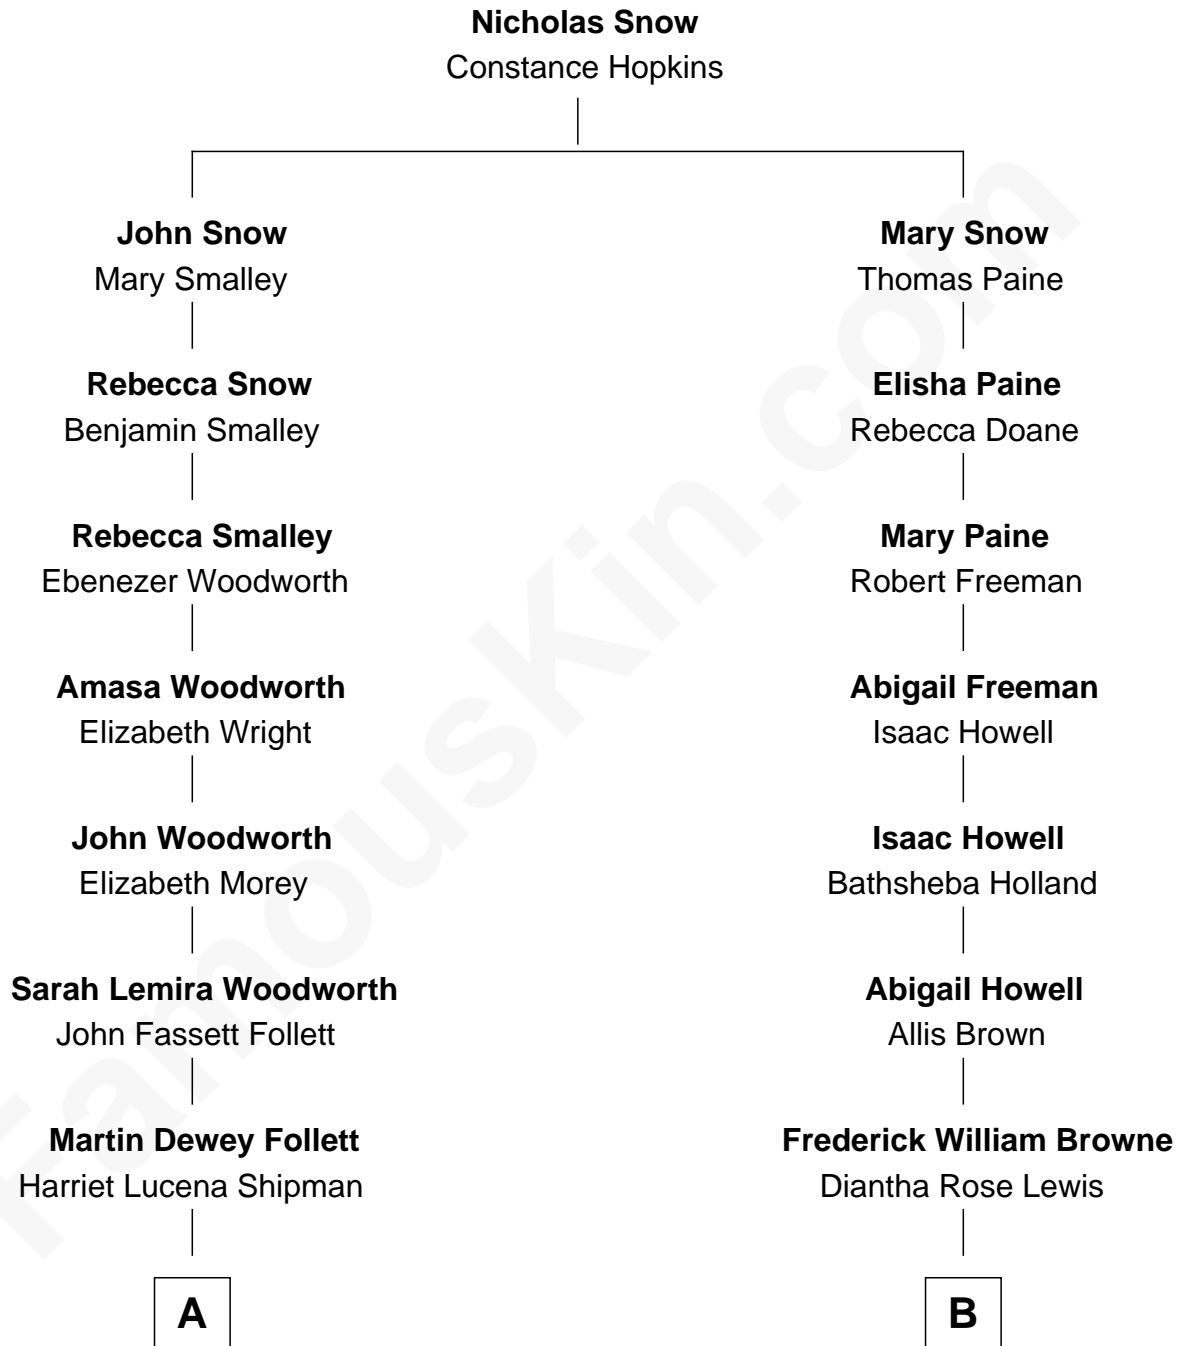 Nicholas Snow
Constance Hopkins
John Snow
Mary Smalley
Mary Snow
Thomas Paine
Rebecca Snow
Benjamin Smalley
Elisha Paine
Rebecca Doane
Rebecca Smalley
Ebenezer Woodworth
Mary Paine
Robert Freeman
Amasa Woodworth
Elizabeth Wright
Abigail Freeman
Isaac Howell
John Woodworth
Elizabeth Morey
Isaac Howell
Bathsheba Holland
Sarah Lemira Woodworth
John Fassett Follett
Abigail Howell
Allis Brown
Martin Dewey Follett
Harriet Lucena Shipman
Frederick William Browne
Diantha Rose Lewis
A
B
FamousKin.com